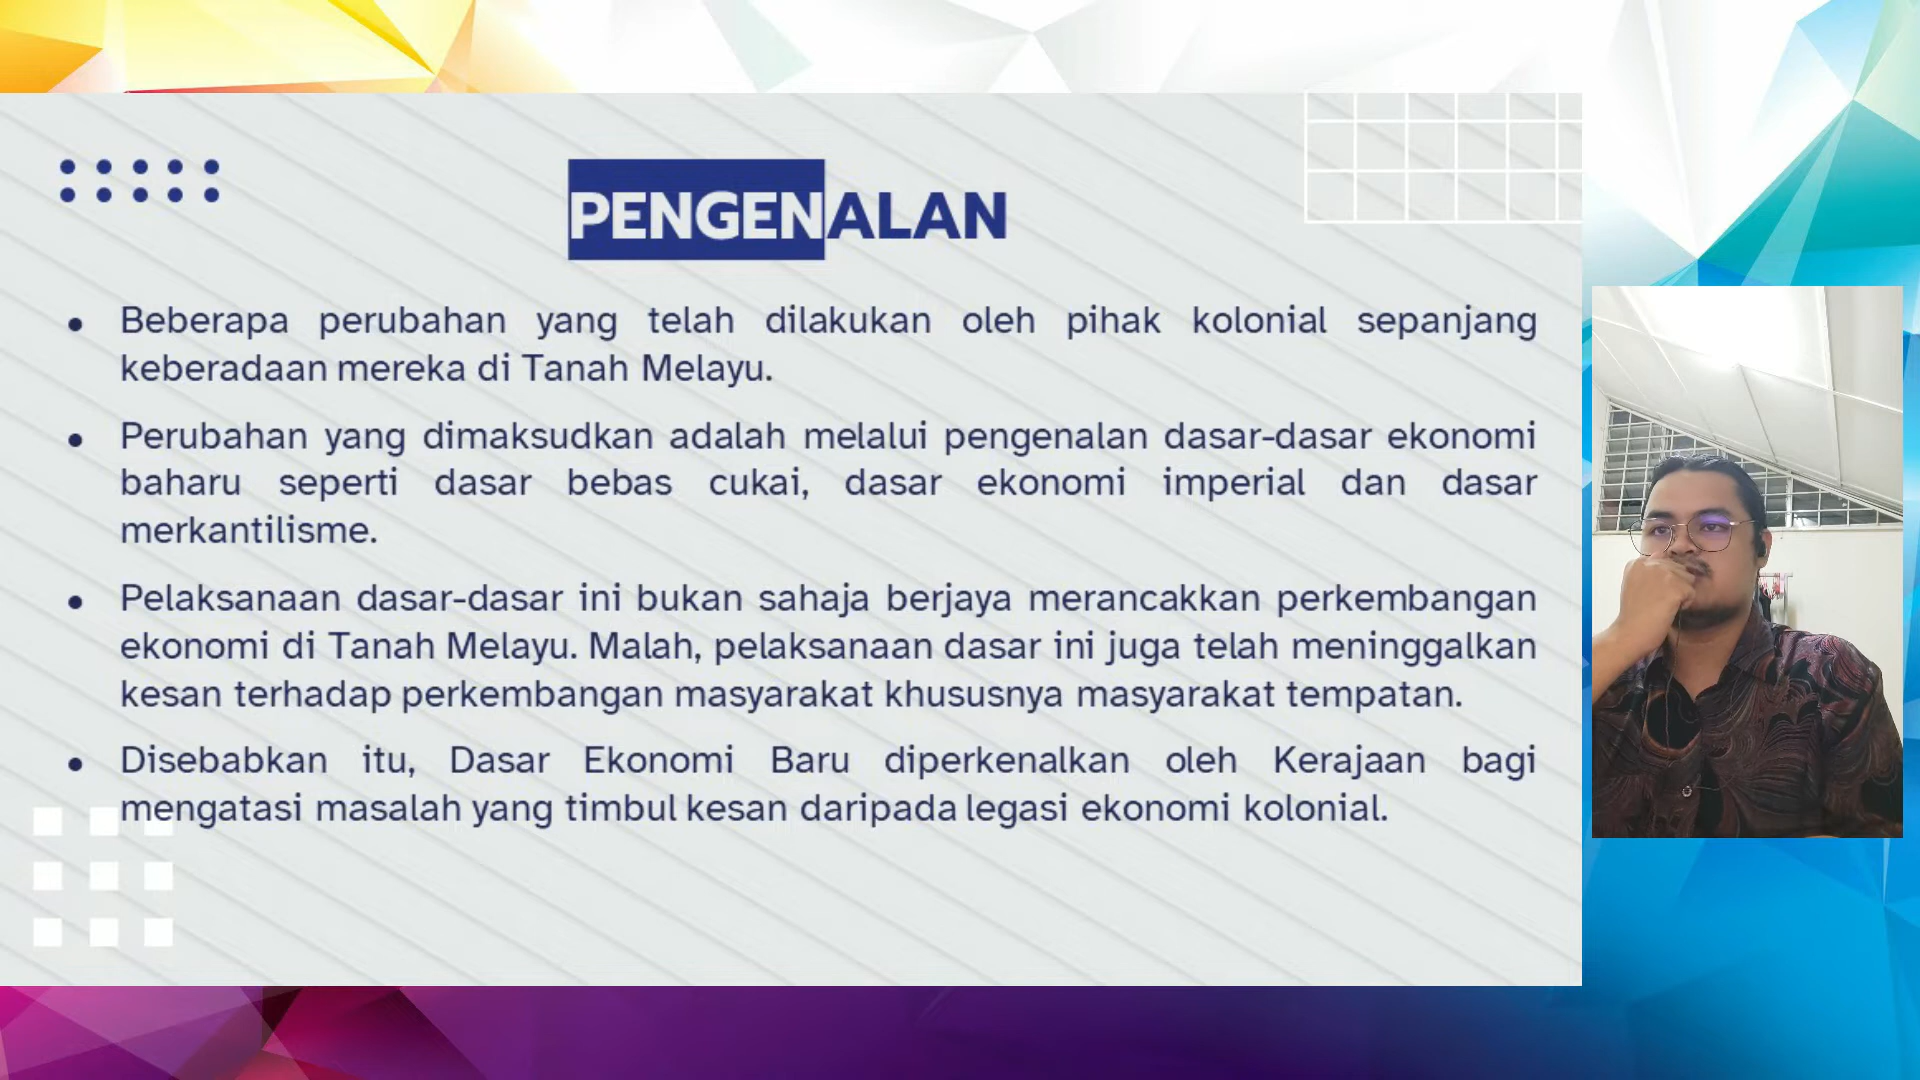 PENGENALAN
• Beberapa perubahan yang telah dilakukan oleh pihak kolonial sepanjang
keberadaan mereka di Tanah Melayu.
• Perubahan yang dimaksudkan adalah melalui pengenalan dasar-dasar ekonomi
baharu seperti dasar bebas cukai, dasar ekonomi imperial dan dasar
merkantilisme.
• Pelaksanaan dasar-dasar ini bukan sahaja berjaya merancakkan perkembangan
ekonomi di Tanah Melayu. Malah, pelaksanaan dasar ini juga telah meninggalkan
kesan terhadap perkembangan masyarakat khususnya masyarakat tempatan.
• Disebabkan itu, Dasar Ekonomi Baru diperkenalkan oleh Kerajaan bagi
mengatasi masalah yang timbul kesan daripada legasi ekonomi kolonial.